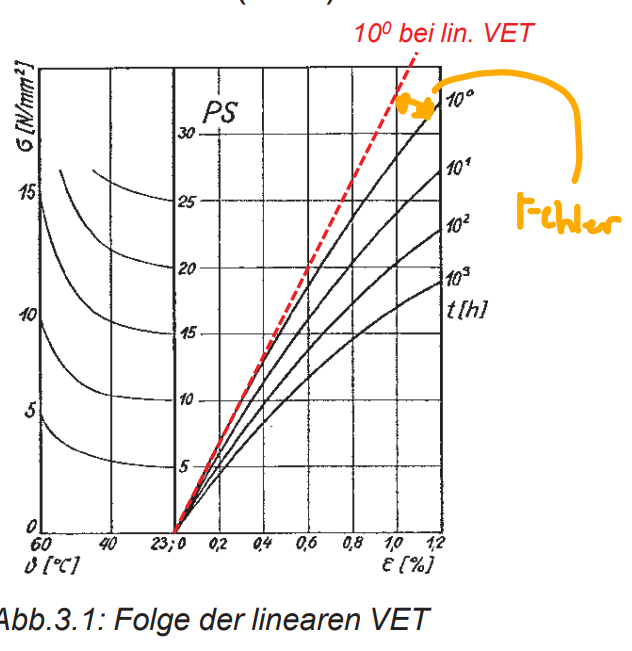 10⁰ bei lin. VET
σ [N/mm²]
PS
10⁰
30
10¹
15
25
Fehler
10²
20
10³
t [h]
10
15
10
5
5
0
60 40 23; 0 0,2 0,4 0,6 0,8 1,0 1,2
ϑ [°C] ε [%]
Abb.3.1: Folge der linearen VET